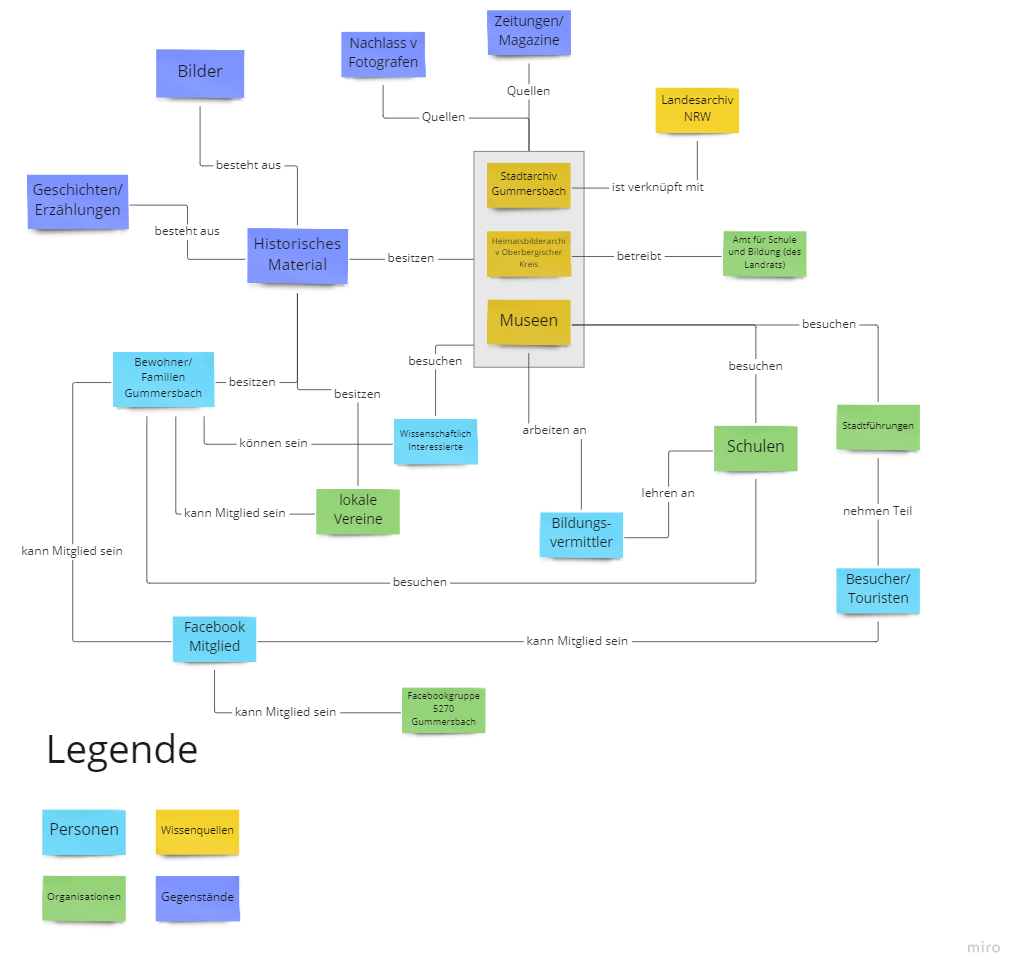 Zeitungen/
Magazine
Nachlass v
Fotografen
Bilder
Quellen
Landesarchiv
NRW
Quellen
besteht aus
Stadtarchiv
Gummersbach
ist verknüpft mit
Geschichten/
Erzählungen
besteht aus
Historisches
Material
besitzen
Heimatsbilderarchi
v Oberbergischer
Kreis
betreibt
Amt für Schule
und Bildung (des
Landrats)
Museen
besuchen
besuchen
besuchen
Bewohner/
Familien
Gummersbach
besitzen
besitzen
arbeiten an
Wissenschaftlich
Interessierte
können sein
Stadtführungen
Schulen
lokale
Vereine
kann Mitglied sein
lehren an
nehmen Teil
Bildungs-
vermittler
kann Mitglied sein
besuchen
Besucher/
Touristen
Facebook
Mitglied
kann Mitglied sein
kann Mitglied sein
Facebookgruppe
5270
Gummersbach
Legende
Personen
Wissenquellen
Organisationen
Gegenstände
miro